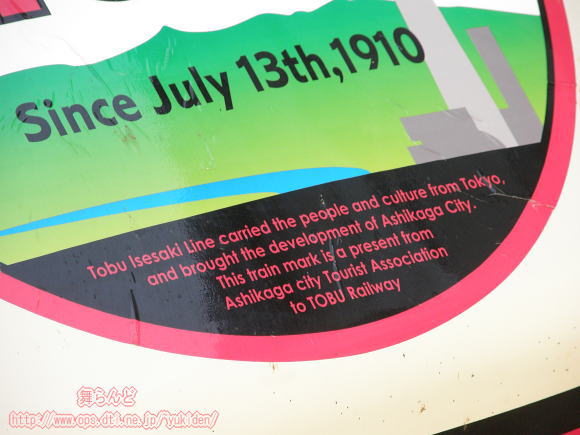 Since July 13th,1910
Tobu Isesaki Line carried the people and culture from Tokyo,
and brought the development of Ashikaga City.
This train mark is a present from
Ashikaga city Tourist Association
to TOBU Railway
舞らんど
http://www.ops.dti.ne.jp/~yukiden/